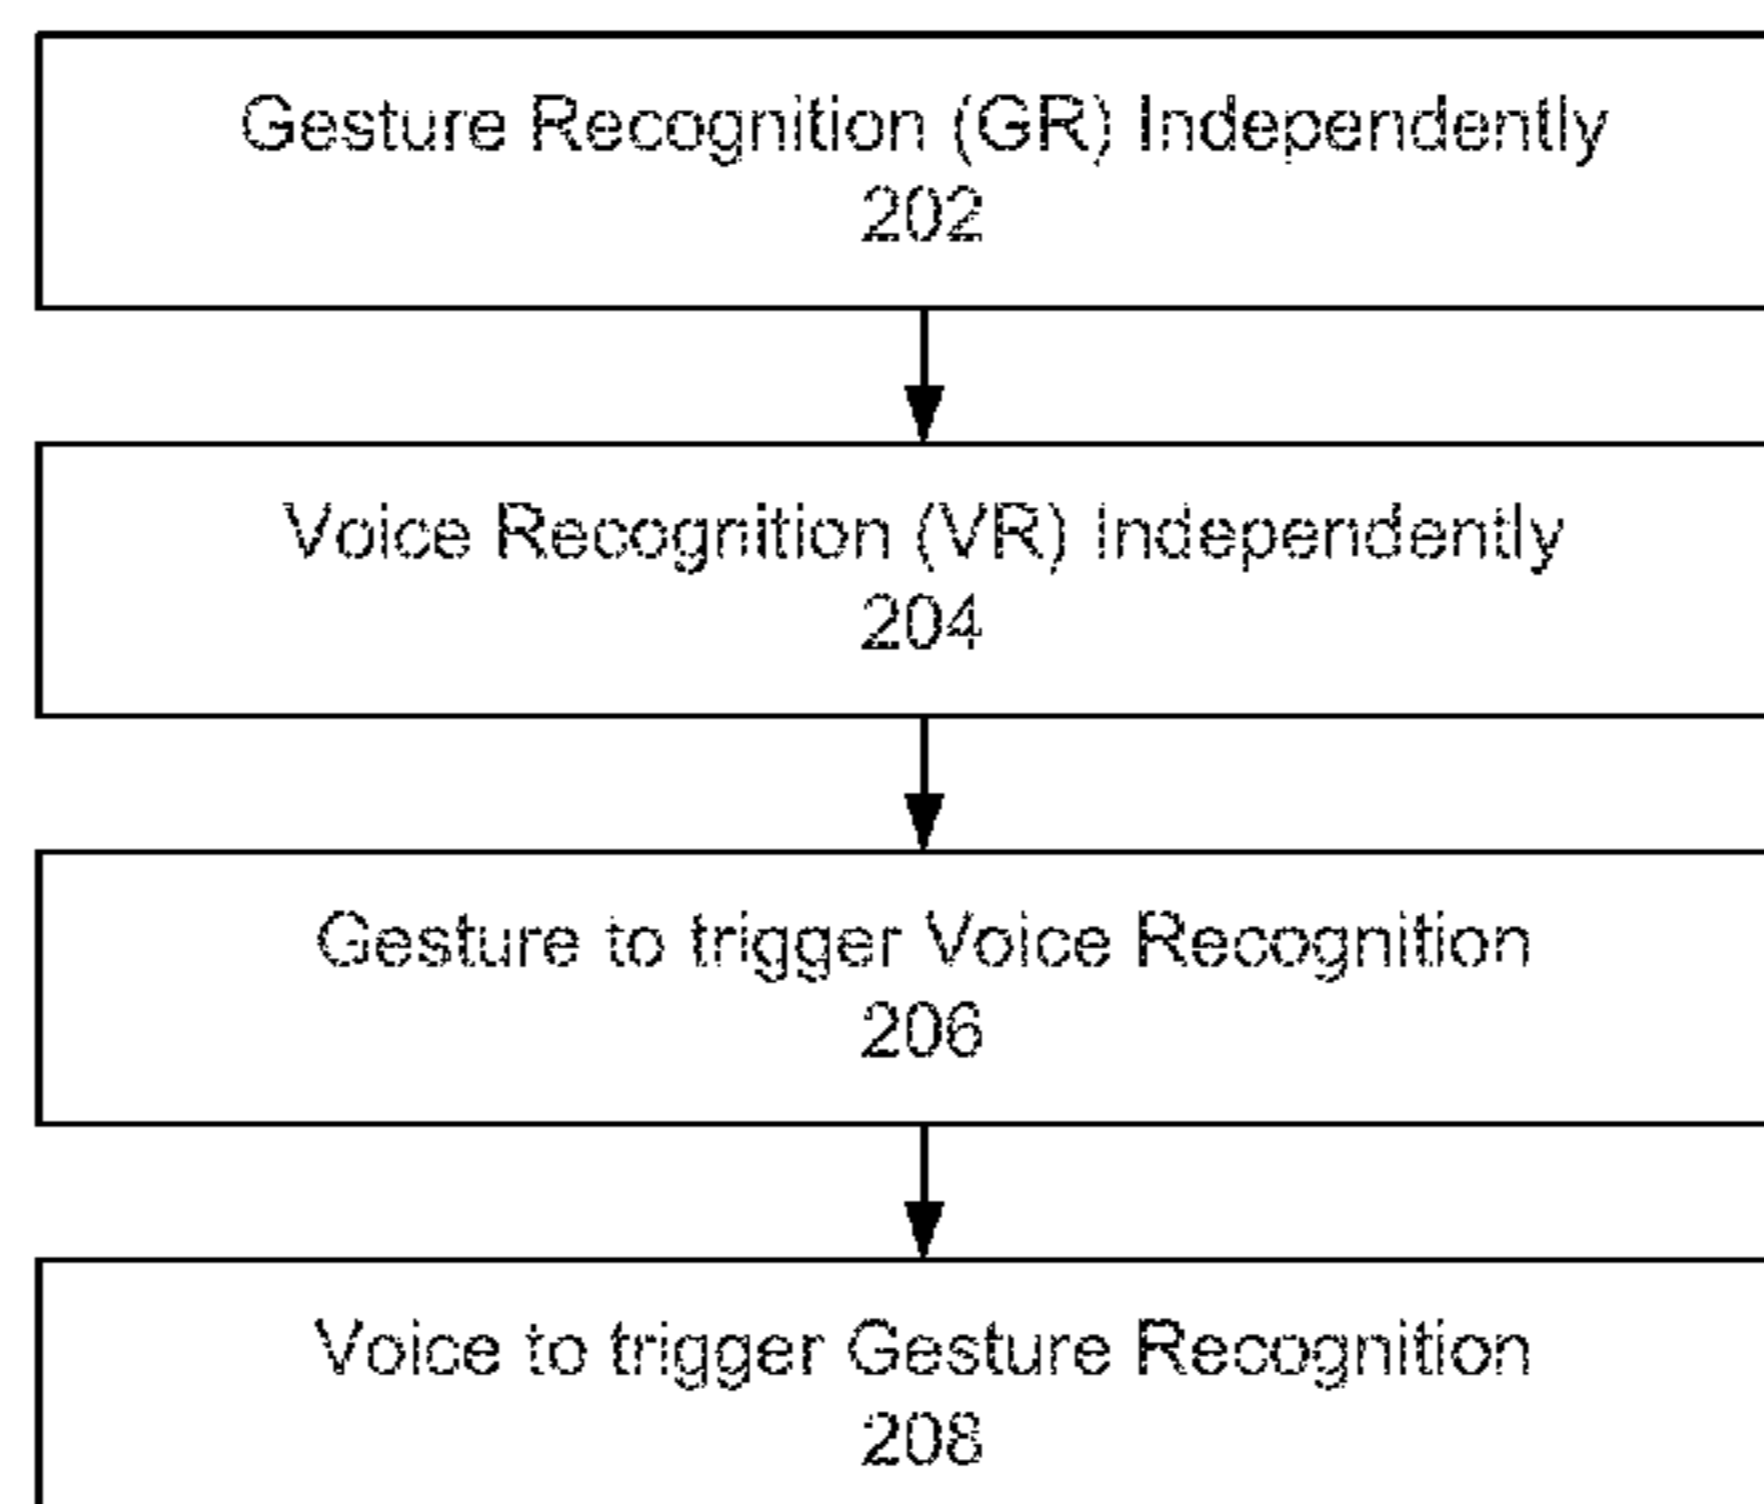 Gesture Recognition (GR) Independently
202
Voice Recognition (VR) Independently
204
Gesture to trigger Voice Recognition
206
Voice to trigger Gesture Recognition
208